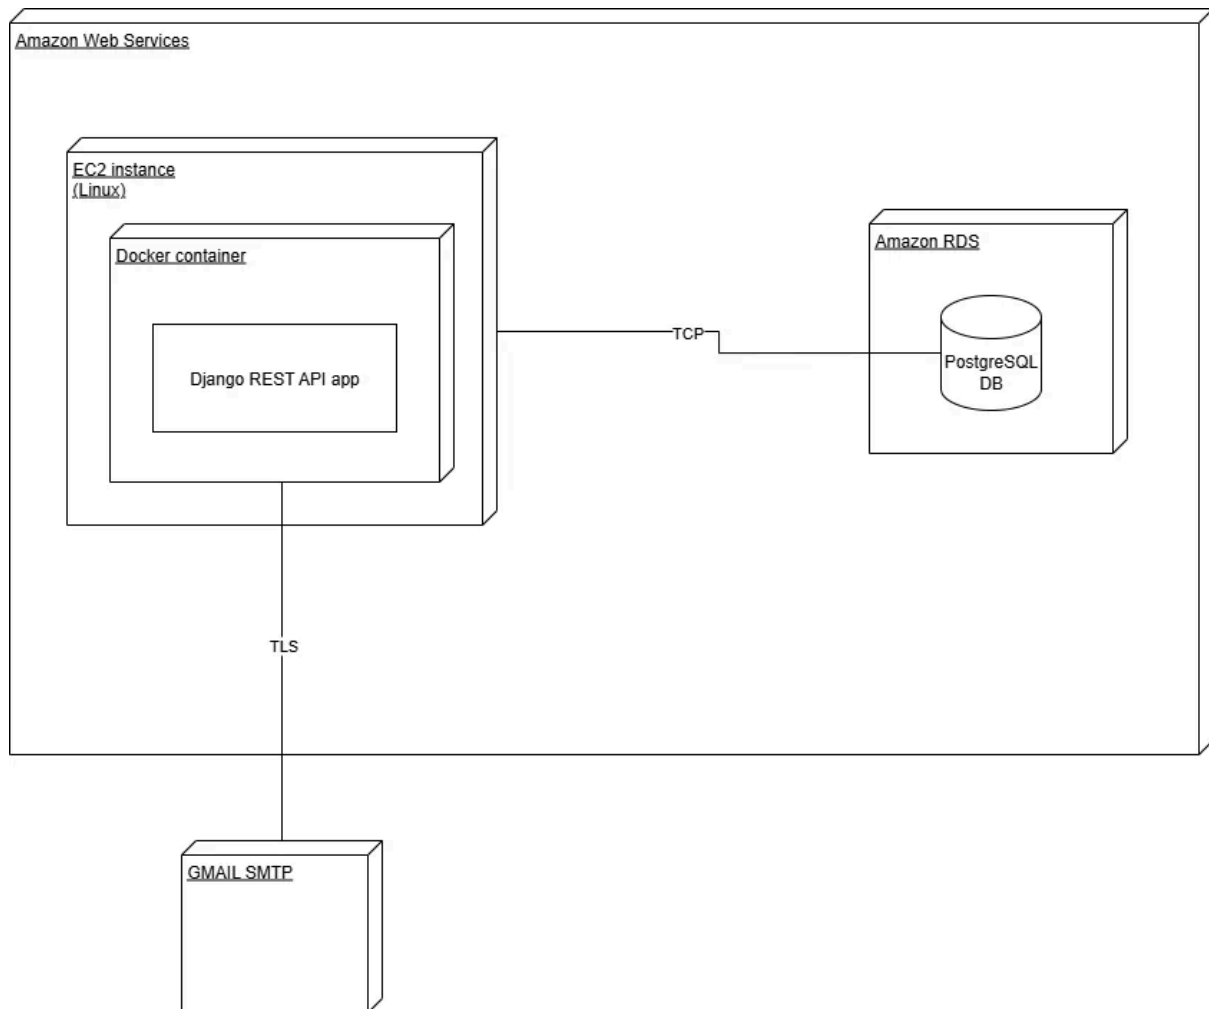 Amazon Web Services
EC2 instance
(Linux)
Docker container
Django REST API app
TCP
Amazon RDS
PostgreSQL
DB
TLS
GMAIL SMTP